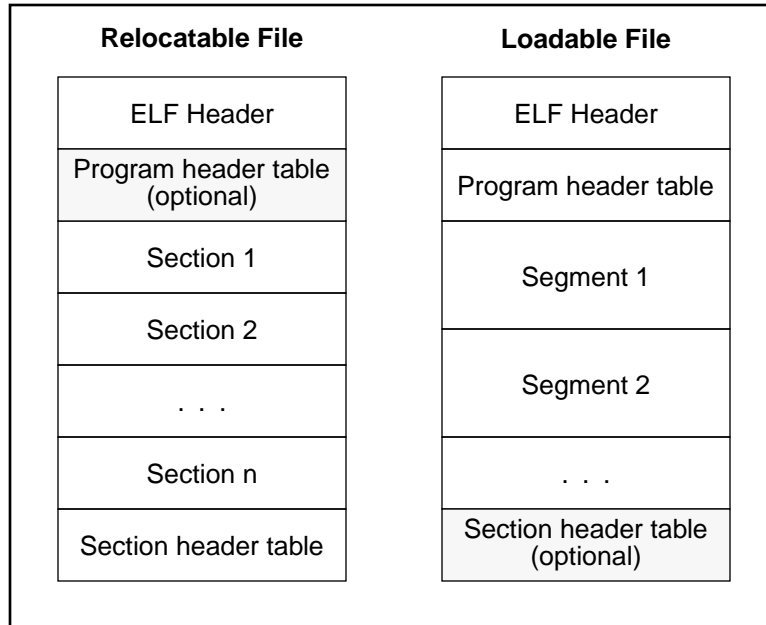 Relocatable File
ELF Header
Program header table
(optional)
Section 1
Section 2
. . .
Section n
Section header table
Loadable File
ELF Header
Program header table
Segment 1
Segment 2
. . .
Section header table
(optional)